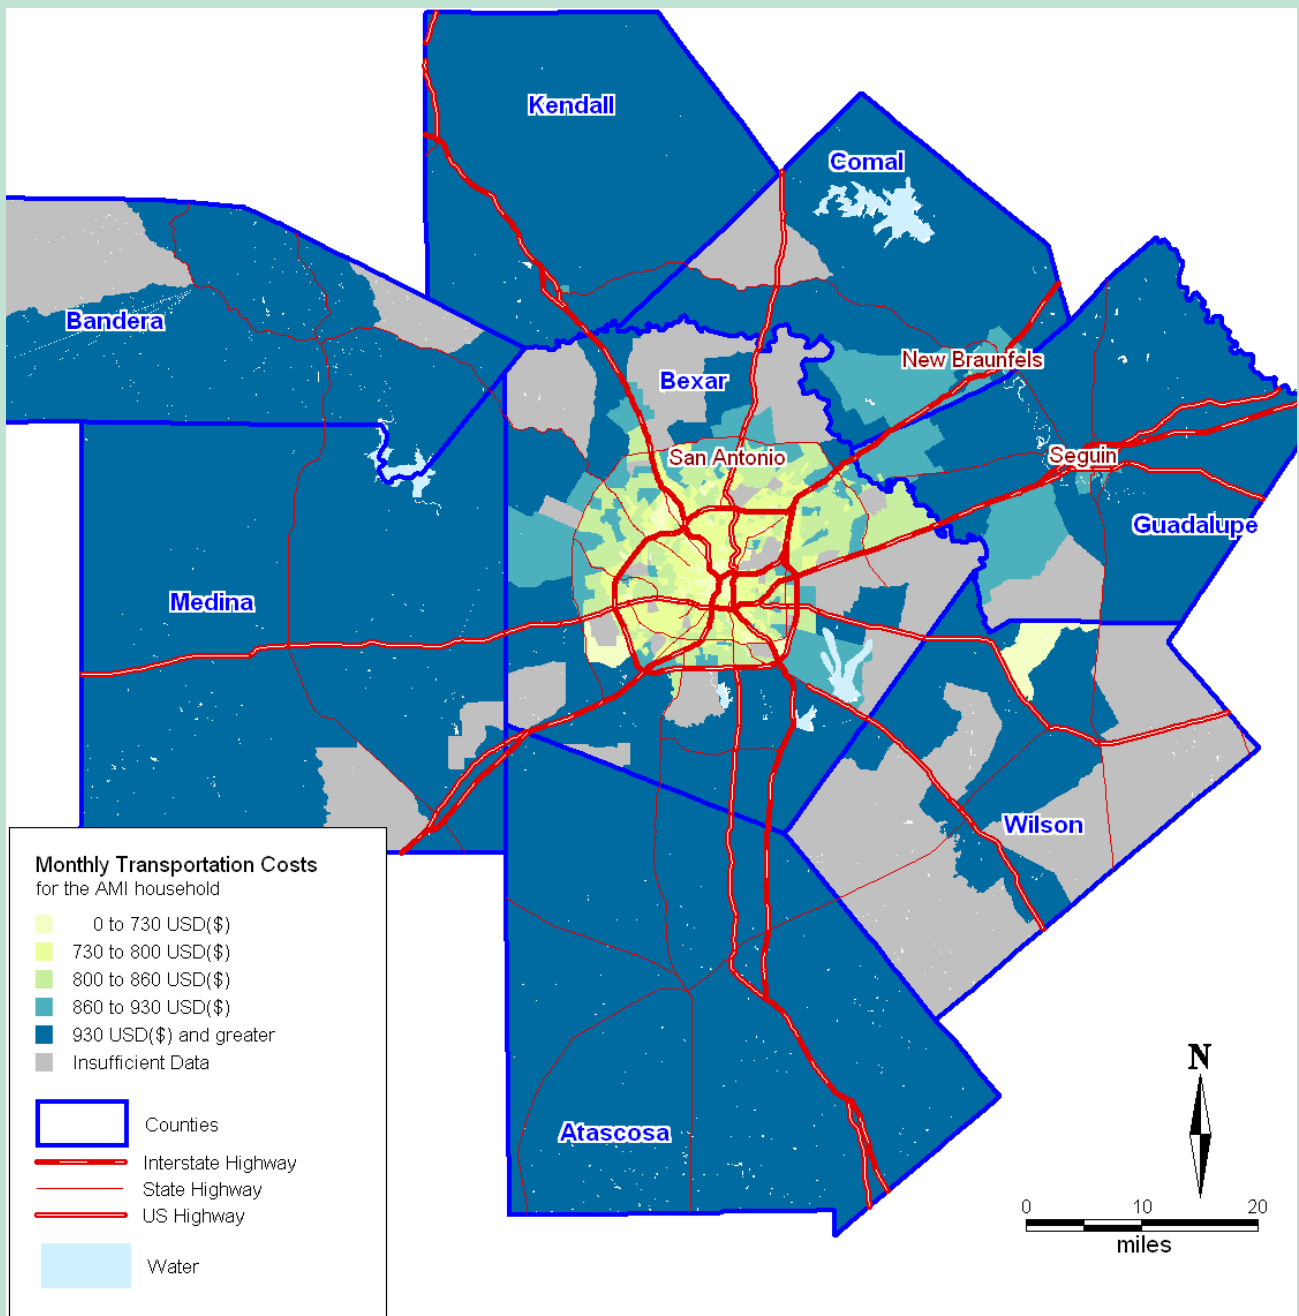 Kendall
Comal
Bandera
New Braunfels
Bexar
San Antonio
Seguin
Guadalupe
Medina
Wilson
Atascosa
Monthly Transportation Costs
for the AMI household
0 to 730 USD($)
730 to 800 USD($)
800 to 860 USD($)
860 to 930 USD($)
930 USD($) and greater
Insufficient Data
Counties
Interstate Highway
State Highway
US Highway
Water
N
0 10 20
miles